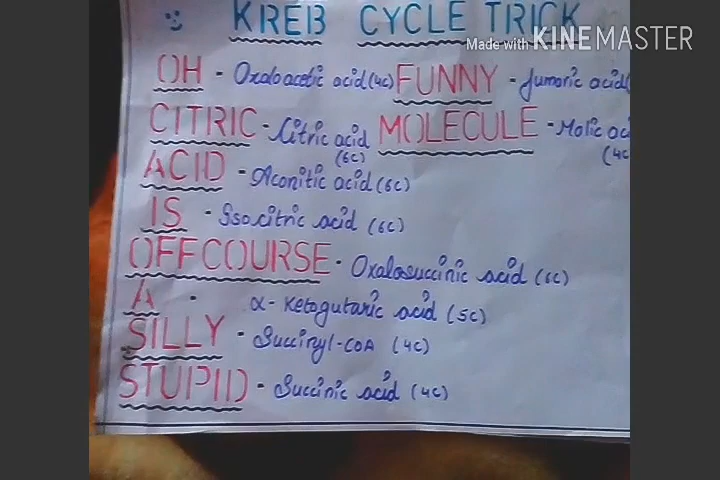 KREB CYCLE TRICK
Made with KINEMASTER
OH - Oxaloacetic acid (4C) FUNNY - fumaric acid(
CITRIC - Citric acid (6C) MOLECULE - Malic ac (4C
ACID - Aconitic acid (6C)
IS - Isocitric acid (6C)
OFFCOURSE - Oxalosuccinic acid (6C)
A - α-Ketogutaric acid (5C)
SILLY - Succinyl-COA (4C)
STUPID - Succinic acid (4C)